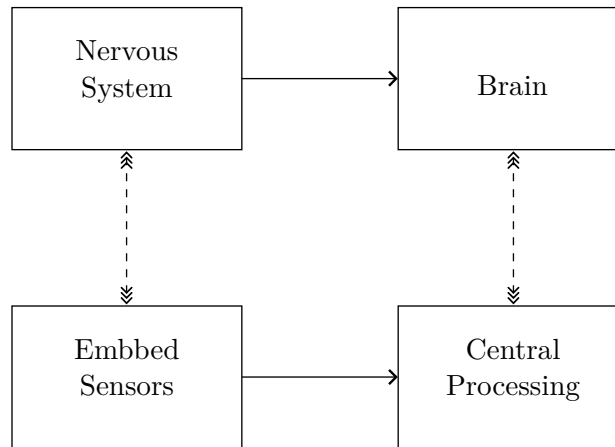 Nervous
System
Brain
Embbed
Sensors
Central
Processing